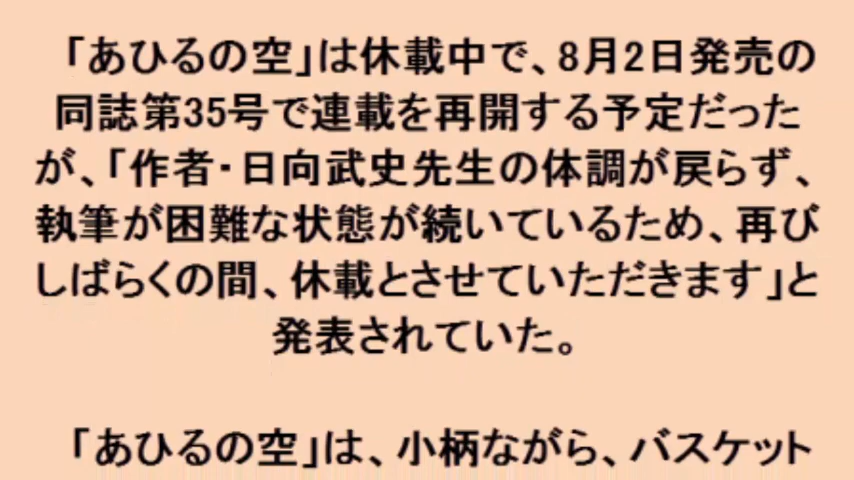 「あひるの空」は休載中で、8月2日発売の
同誌第35号で連載を再開する予定だった
が、「作者・日向武史先生の体調が戻らず、
執筆が困難な状態が続いているため、再び
しばらくの間、休載とさせていただきます」と
発表されていた。
「あひるの空」は、小柄ながら、バスケット